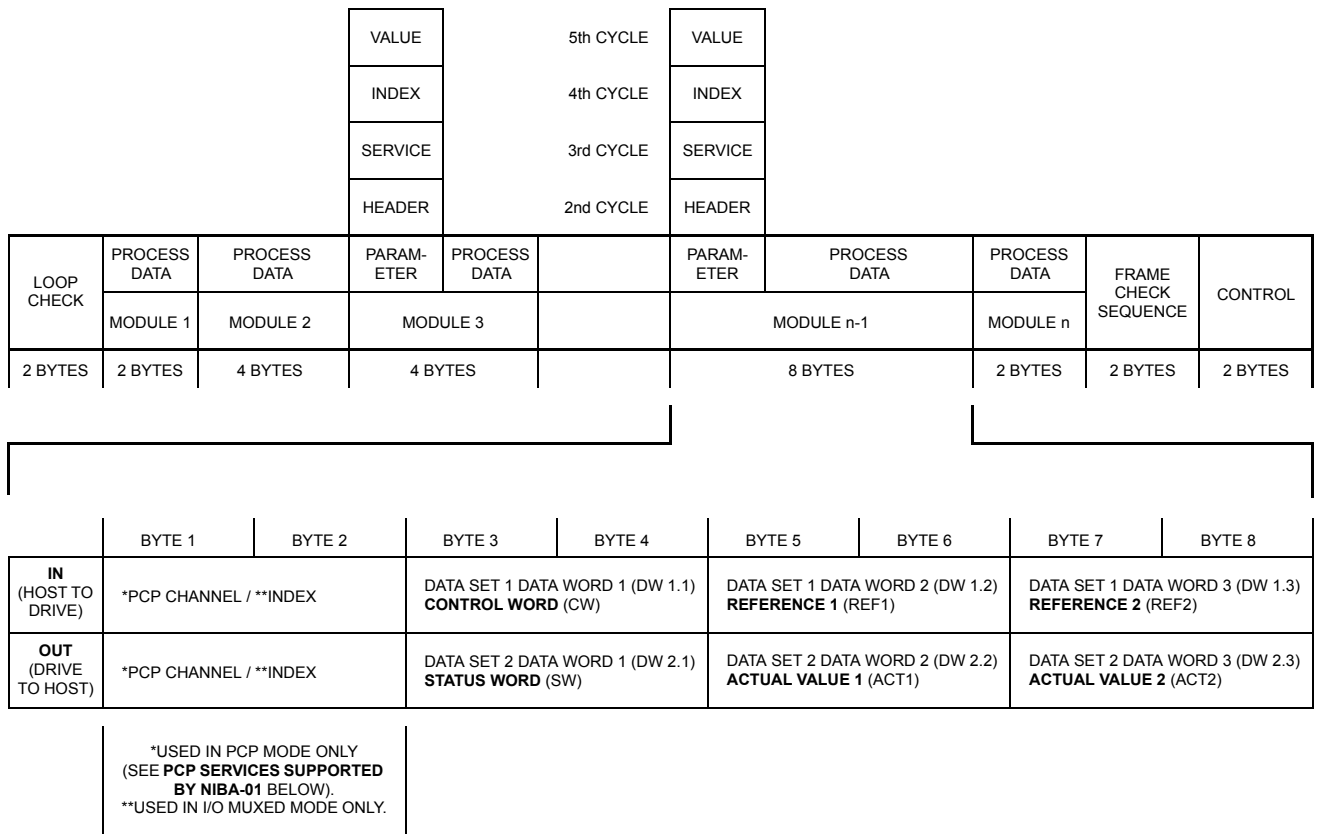 VALUE 5th CYCLE VALUE
INDEX 4th CYCLE INDEX
SERVICE 3rd CYCLE SERVICE
HEADER 2nd CYCLE HEADER
LOOP
CHECK
PROCESS
DATA
PROCESS
DATA
PARAM-
ETER
PROCESS
DATA
PARAM-
ETER
PROCESS
DATA
PROCESS
DATA
FRAME
CHECK
SEQUENCE
CONTROL
MODULE 1 MODULE 2 MODULE 3 MODULE n-1 MODULE n
2 BYTES 2 BYTES 4 BYTES 4 BYTES 8 BYTES 2 BYTES 2 BYTES 2 BYTES
BYTE 1 BYTE 2 BYTE 3 BYTE 4 BYTE 5 BYTE 6 BYTE 7 BYTE 8
IN
(HOST TO
DRIVE)
*PCP CHANNEL / **INDEX
DATA SET 1 DATA WORD 1 (DW 1.1)
CONTROL WORD (CW)
DATA SET 1 DATA WORD 2 (DW 1.2)
REFERENCE 1 (REF1)
DATA SET 1 DATA WORD 3 (DW 1.3)
REFERENCE 2 (REF2)
OUT
(DRIVE
TO HOST)
*PCP CHANNEL / **INDEX
DATA SET 2 DATA WORD 1 (DW 2.1)
STATUS WORD (SW)
DATA SET 2 DATA WORD 2 (DW 2.2)
ACTUAL VALUE 1 (ACT1)
DATA SET 2 DATA WORD 3 (DW 2.3)
ACTUAL VALUE 2 (ACT2)
*USED IN PCP MODE ONLY
(SEE PCP SERVICES SUPPORTED
BY NIBA-01 BELOW).
**USED IN I/O MUXED MODE ONLY.